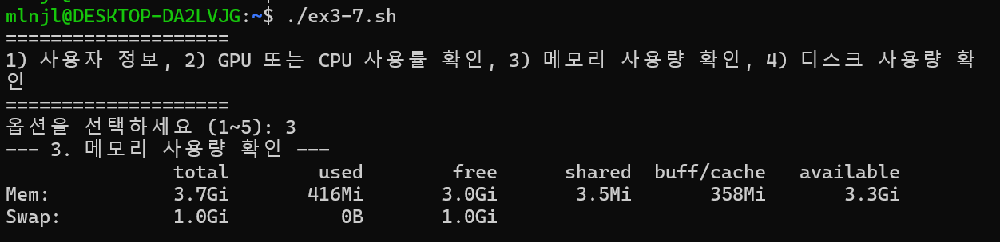 mlnjl@DESKTOP-DA2LVJG:~$ ./ex3-7.sh
====================
1) 사용자 정보, 2) GPU 또는 CPU 사용률 확인, 3) 메모리 사용량 확인, 4) 디스크 사용량 확
인
====================
옵션을 선택하세요 (1~5): 3
--- 3. 메모리 사용량 확인 ---
total used free shared buff/cache available
Mem: 3.7Gi 416Mi 3.0Gi 3.5Mi 358Mi 3.3Gi
Swap: 1.0Gi 0B 1.0Gi